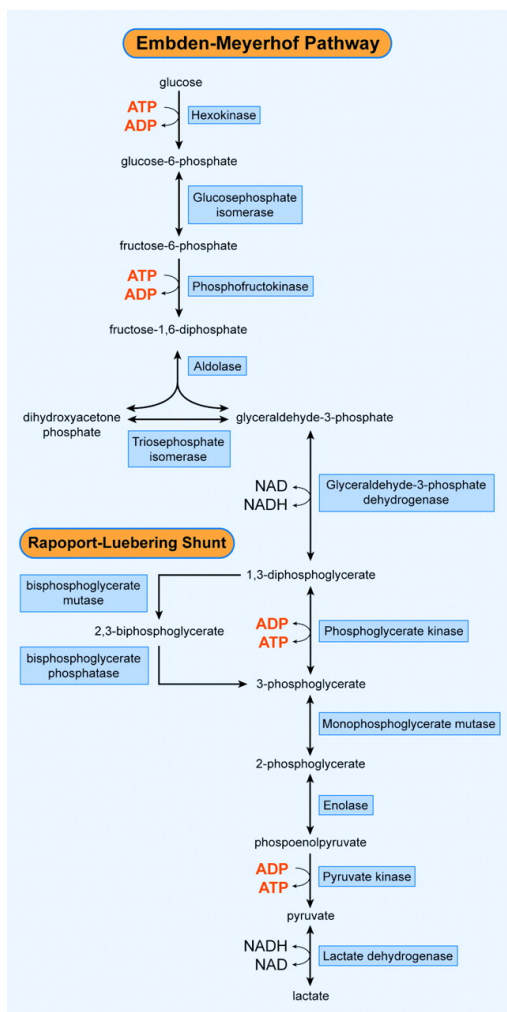 Embden-Meyerhof Pathway
glucose
ATP
ADP
Hexokinase
glucose-6-phosphate
Glucosephosphate
isomerase
fructose-6-phosphate
ATP
ADP
Phosphofructokinase
fructose-1,6-diphosphate
Aldolase
dihydroxyacetone
phosphate
glyceraldehyde-3-phosphate
Triosephosphate
isomerase
NAD
NADH
Glyceraldehyde-3-phosphate
dehydrogenase
Rapoport-Luebering Shunt
1,3-diphosphoglycerate
bisphosphoglycerate
mutase
2,3-biphosphoglycerate
ADP
ATP
Phosphoglycerate kinase
bisphosphoglycerate
phosphatase
3-phosphoglycerate
Monophosphoglycerate mutase
2-phosphoglycerate
Enolase
phospoenolpyruvate
ADP
ATP
Pyruvate kinase
pyruvate
NADH
NAD
Lactate dehydrogenase
lactate